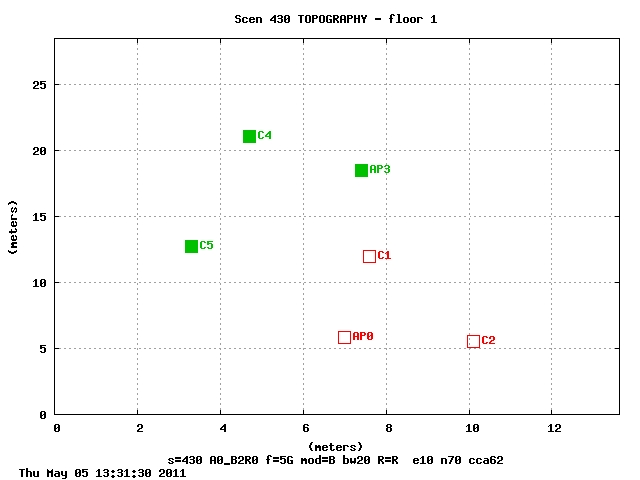 Scen 430 TOPOGRAPHY - floor 1
25
C4
20
AP3
15
(meters)
C5
C1
10
AP0
C2
5
0
0 2 4 6 8 10 12
(meters)
s=430 A0_B2R0 f=5G mod=B bw20 R=R e10 n70 cca62
Thu May 05 13:31:30 2011